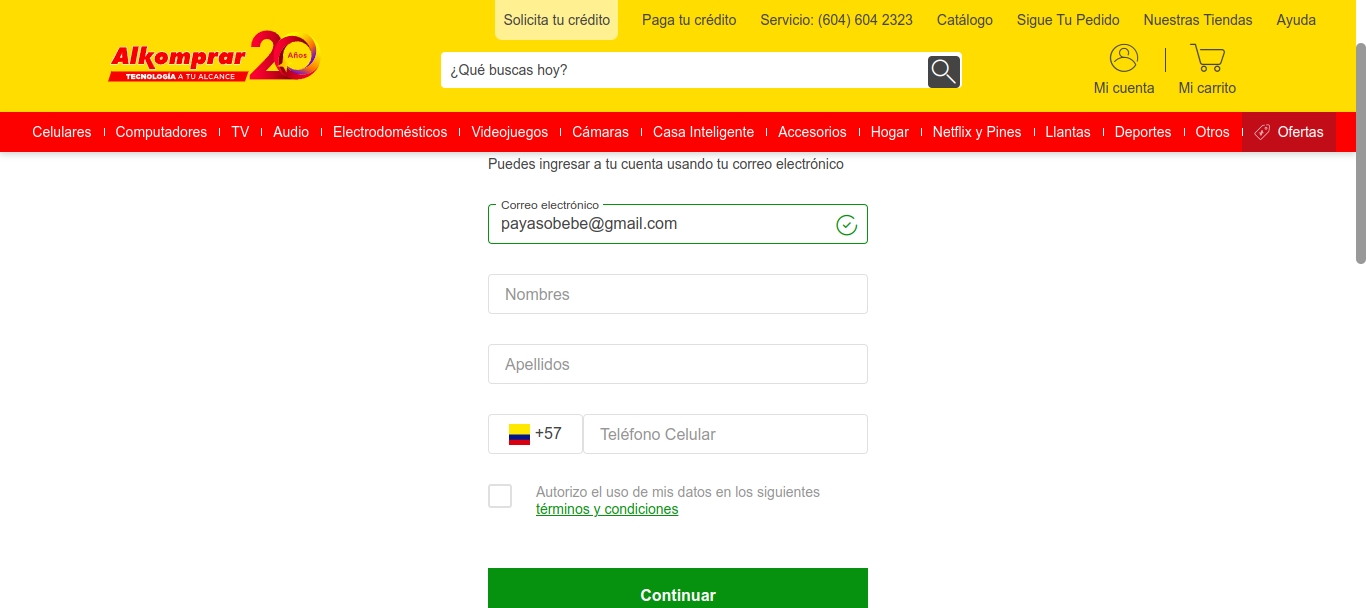 Solicita tu crédito Paga tu crédito Servicio: (604) 604 2323 Catálogo Sigue Tu Pedido Nuestras Tiendas Ayuda
Alkomprar 20 Años
TECNOLOGÍA A TU ALCANCE
¿Qué buscas hoy?
Mi cuenta Mi carrito
Celulares Computadores TV Audio Electrodomésticos Videojuegos Cámaras Casa Inteligente Accesorios Hogar Netflix y Pines Llantas Deportes Otros Ofertas
Puedes ingresar a tu cuenta usando tu correo electrónico
Correo electrónico
payasobebe@gmail.com
Nombres
Apellidos
+57 Teléfono Celular
Autorizo el uso de mis datos en los siguientes
términos y condiciones
Continuar